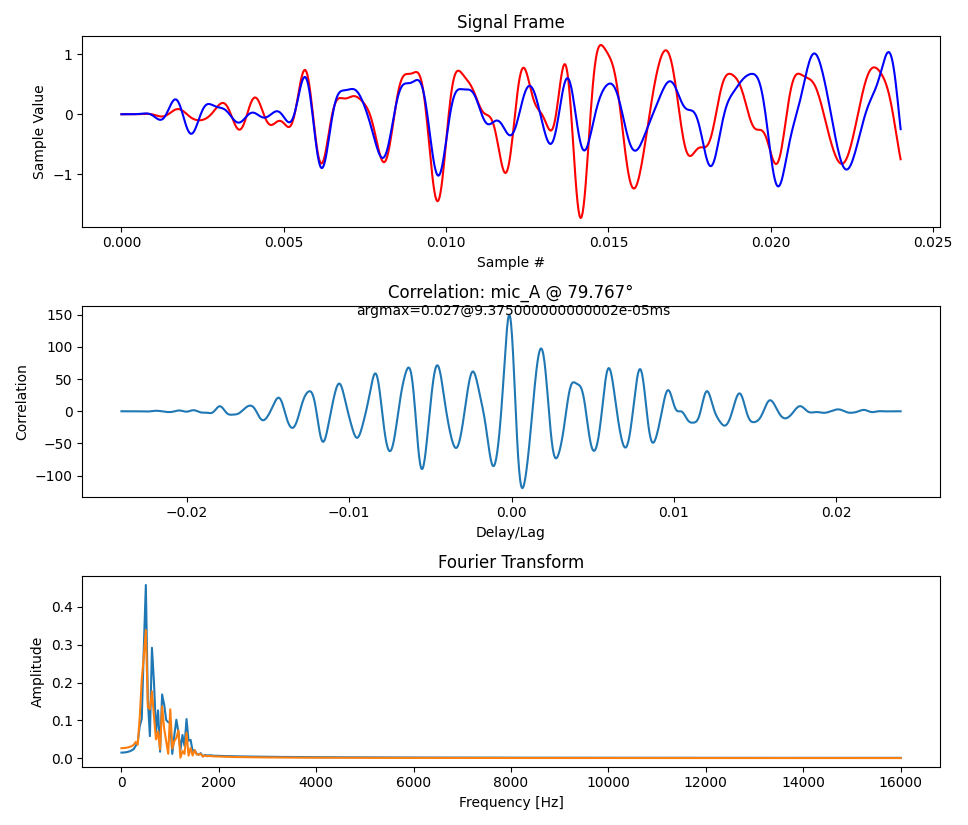 Signal Frame
1
0
−1
Sample Value
0.000 0.005 0.010 0.015 0.020 0.025
Sample #
Correlation: mic_A @ 79.767°
argmax=0.027@9.375000000000002e-05ms
150
100
50
0
−50
−100
Correlation
−0.02 −0.01 0.00 0.01 0.02
Delay/Lag
Fourier Transform
0.4
0.3
0.2
0.1
0.0
Amplitude
0 2000 4000 6000 8000 10000 12000 14000 16000
Frequency [Hz]